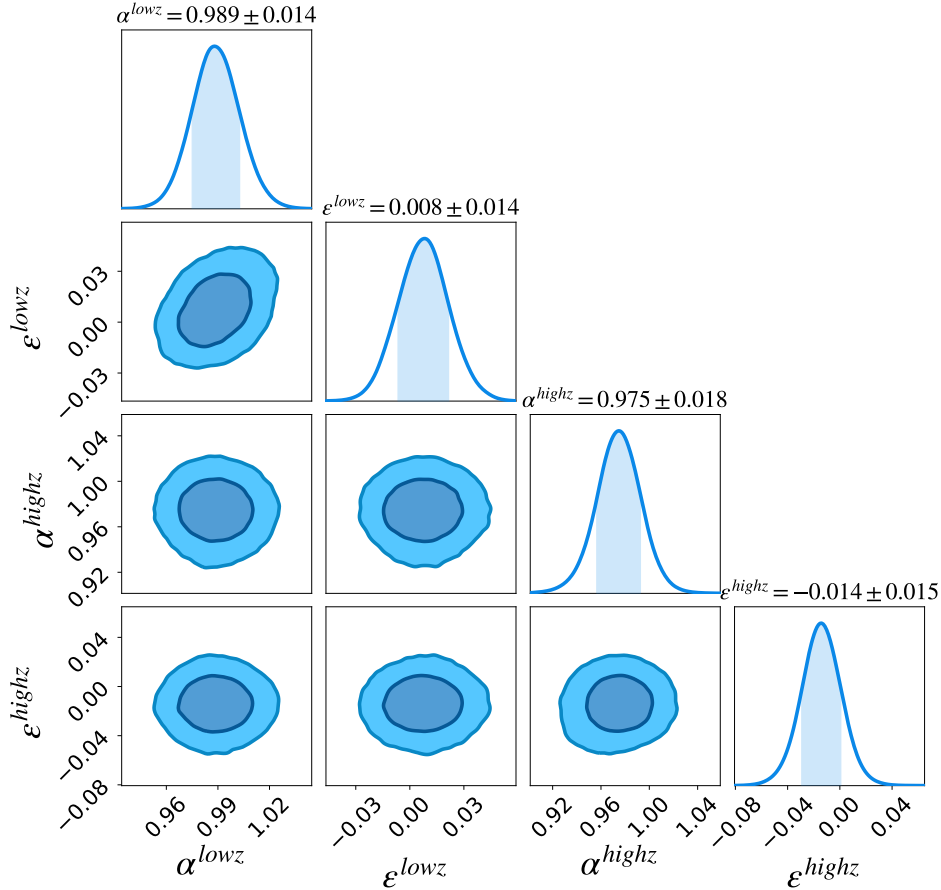 α^{lowz} = 0.989 ± 0.014
ε^{lowz} = 0.008 ± 0.014
ε^{lowz}
0.03
0.00
−0.03
α^{highz} = 0.975 ± 0.018
α^{highz}
1.04
1.00
0.96
0.92
ε^{highz} = −0.014 ± 0.015
ε^{highz}
0.04
0.00
−0.04
−0.08
0.96 0.99 1.02
−0.03 0.00 0.03
0.92 0.96 1.00 1.04
−0.08 −0.04 0.00 0.04
α^{lowz}
ε^{lowz}
α^{highz}
ε^{highz}